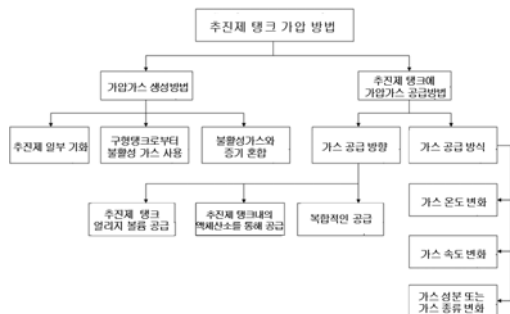 추진제 탱크 가압 방법
가압가스 생성방법
추진제 탱크에
가압가스 공급방법
추진제 일부 기화
구형탱크로부터
불활성 가스 사용
불활성가스와
증기 혼합
가스 공급 방향
가스 공급 방식
추진제 탱크
얼리지 볼륨 공급
추진제 탱크내의
액체산소를 통해 공급
복합적인 공급
가스 온도 변화
가스 속도 변화
가스 성분 또는
가스 종류 변화